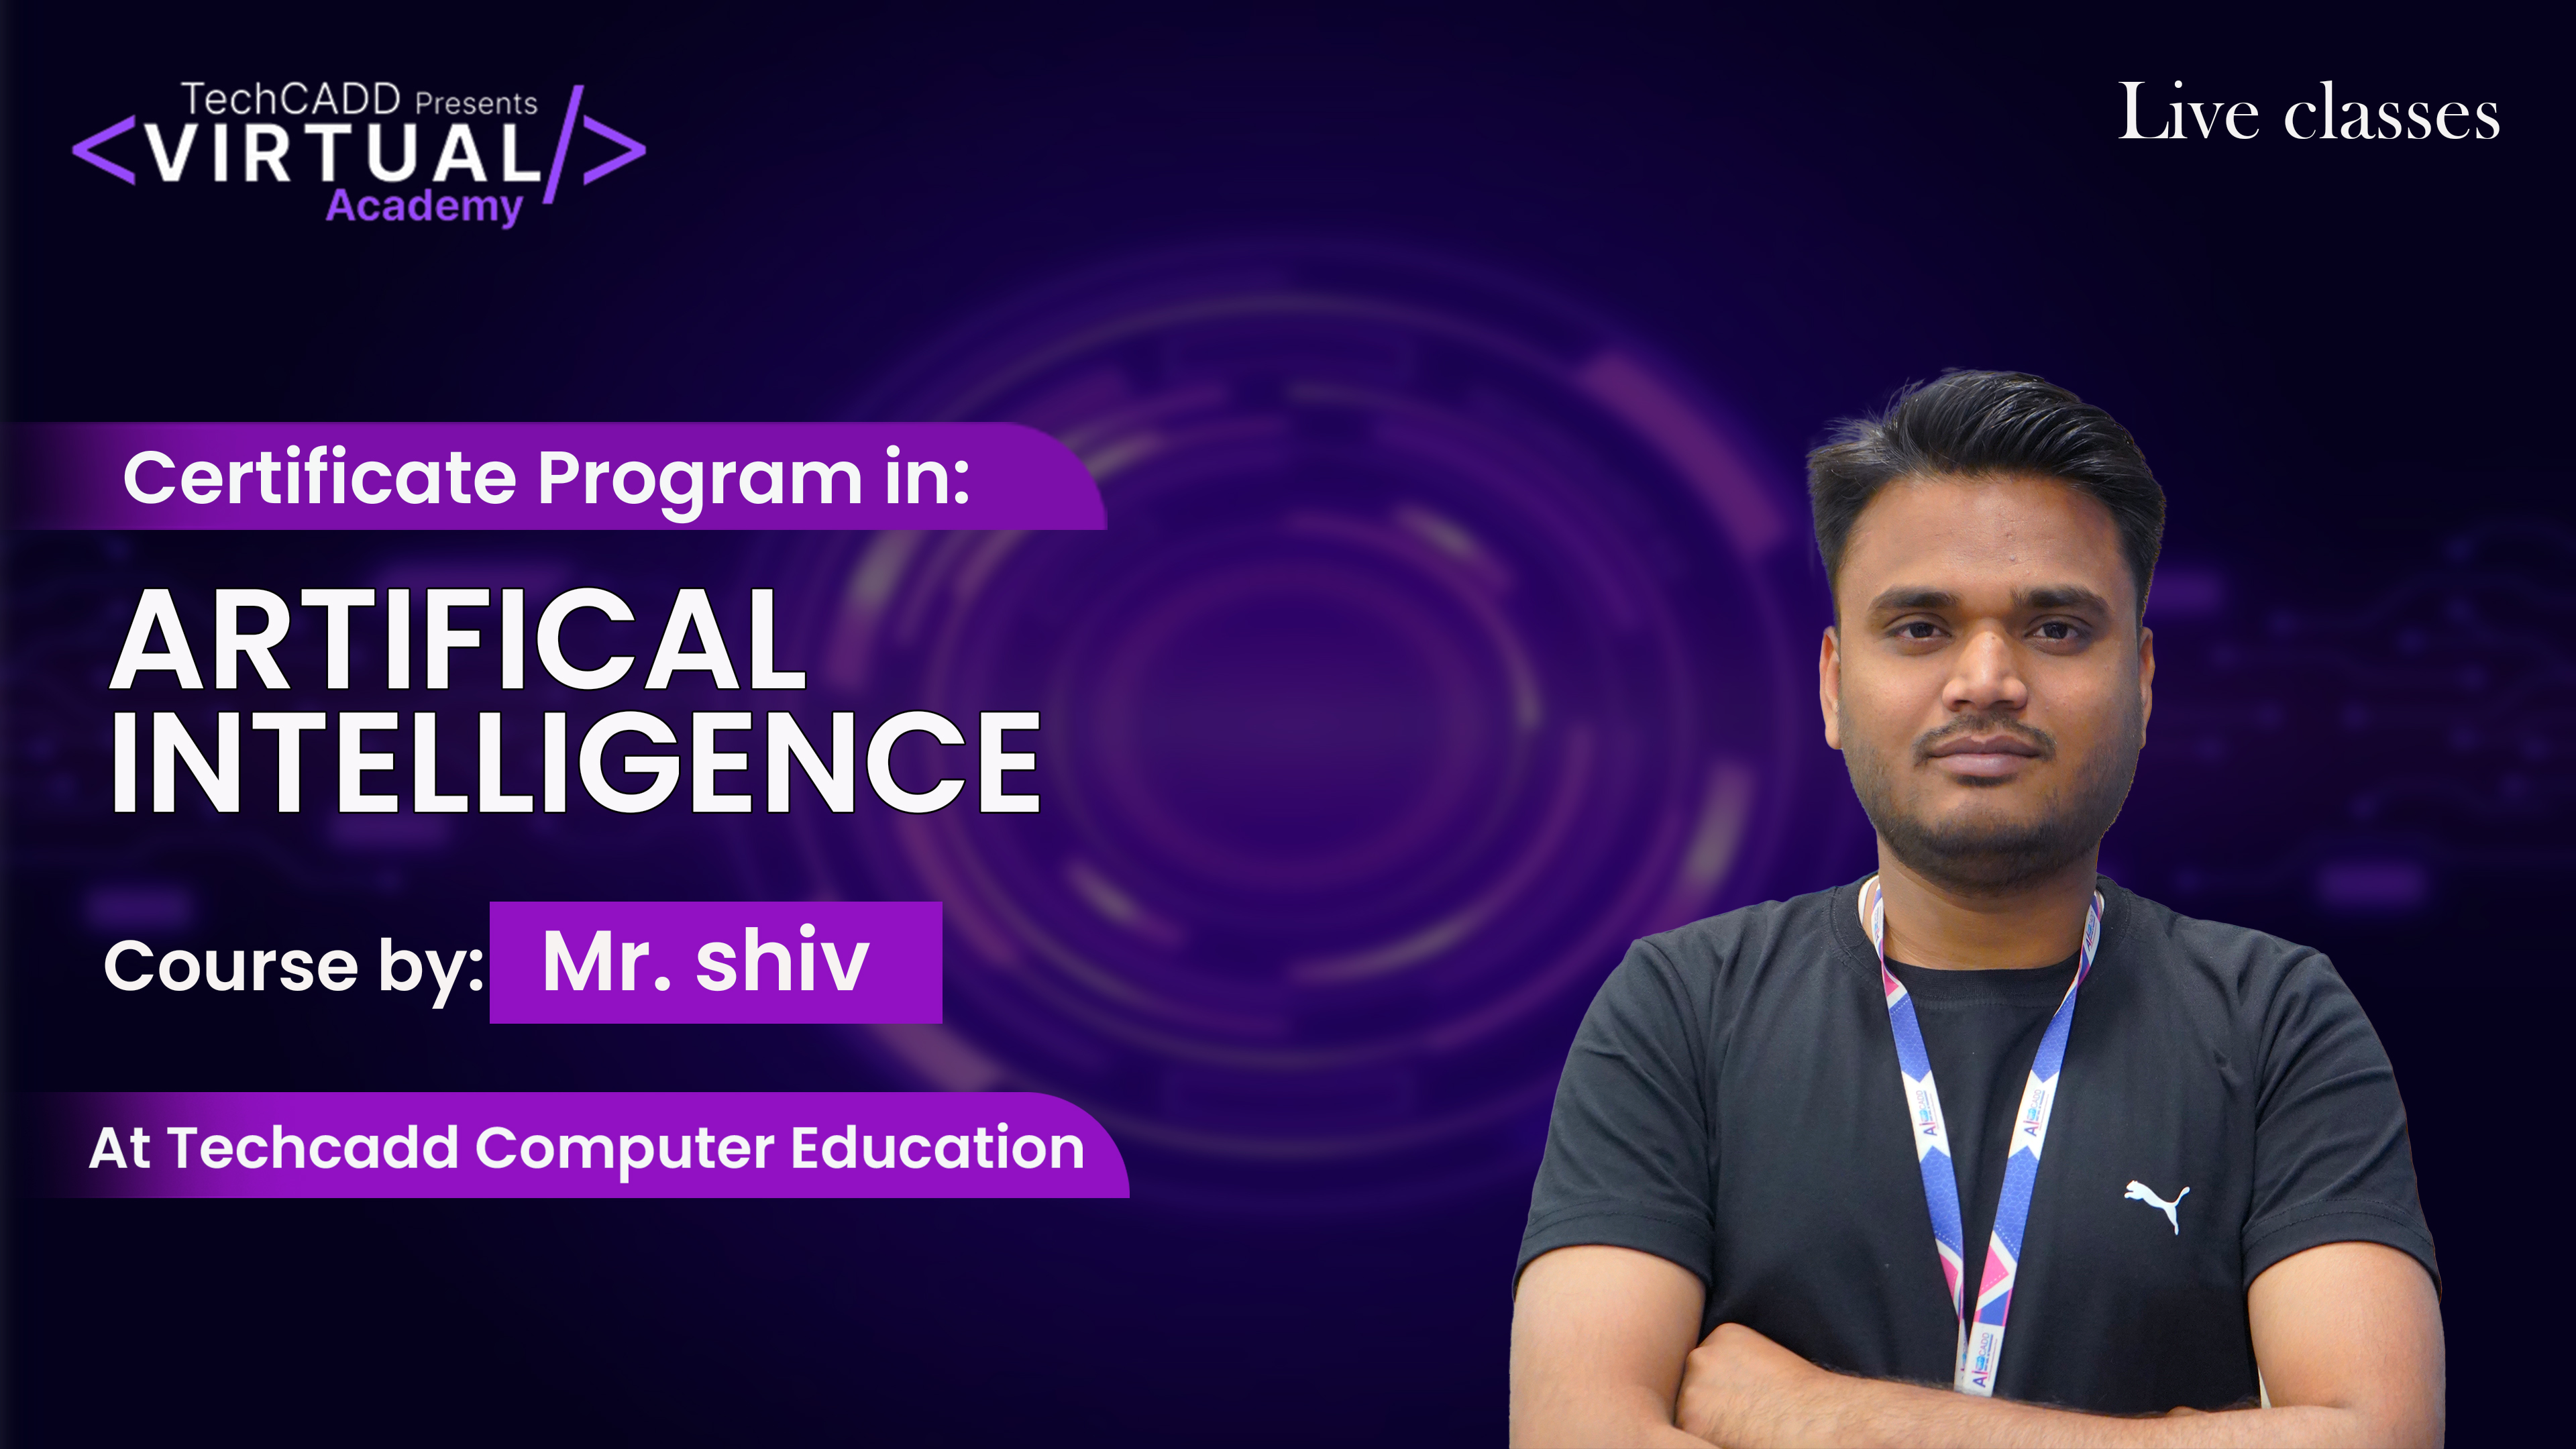 TechCADD Presents
<VIRTUAL/>
Academy
Live classes
Certificate Program in:
ARTIFICAL
INTELLIGENCE
Course by: Mr. shiv
At Techcadd Computer Education